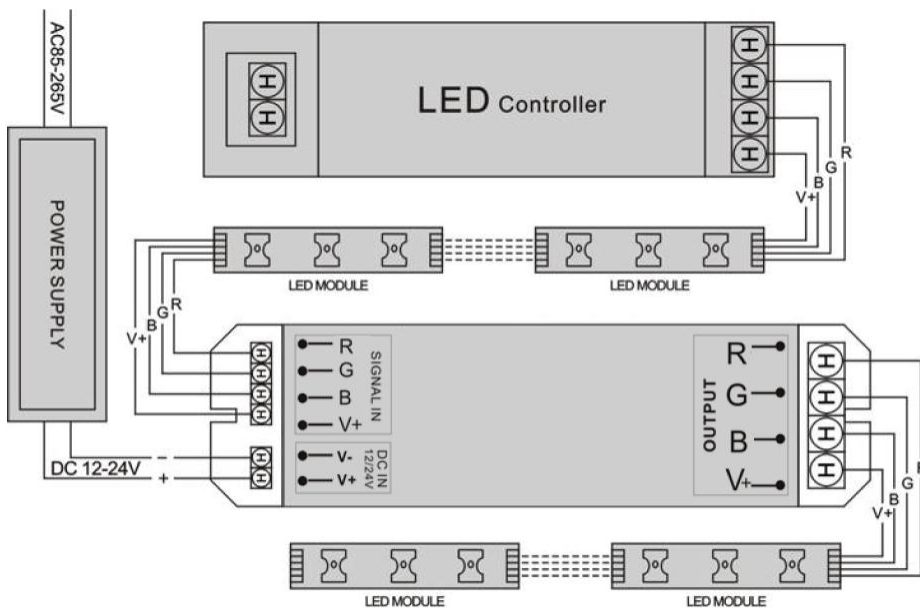 AC85-265V
POWER SUPPLY
DC 12-24V
−
+
LED Controller
R
G
B
V+
LED MODULE
LED MODULE
R
G
B
V+
R
G
B
V+
SIGNAL IN
V-
V+
DC IN
12/24V
OUTPUT
R
G
B
V+
G
B
V+
LED MODULE
LED MODULE